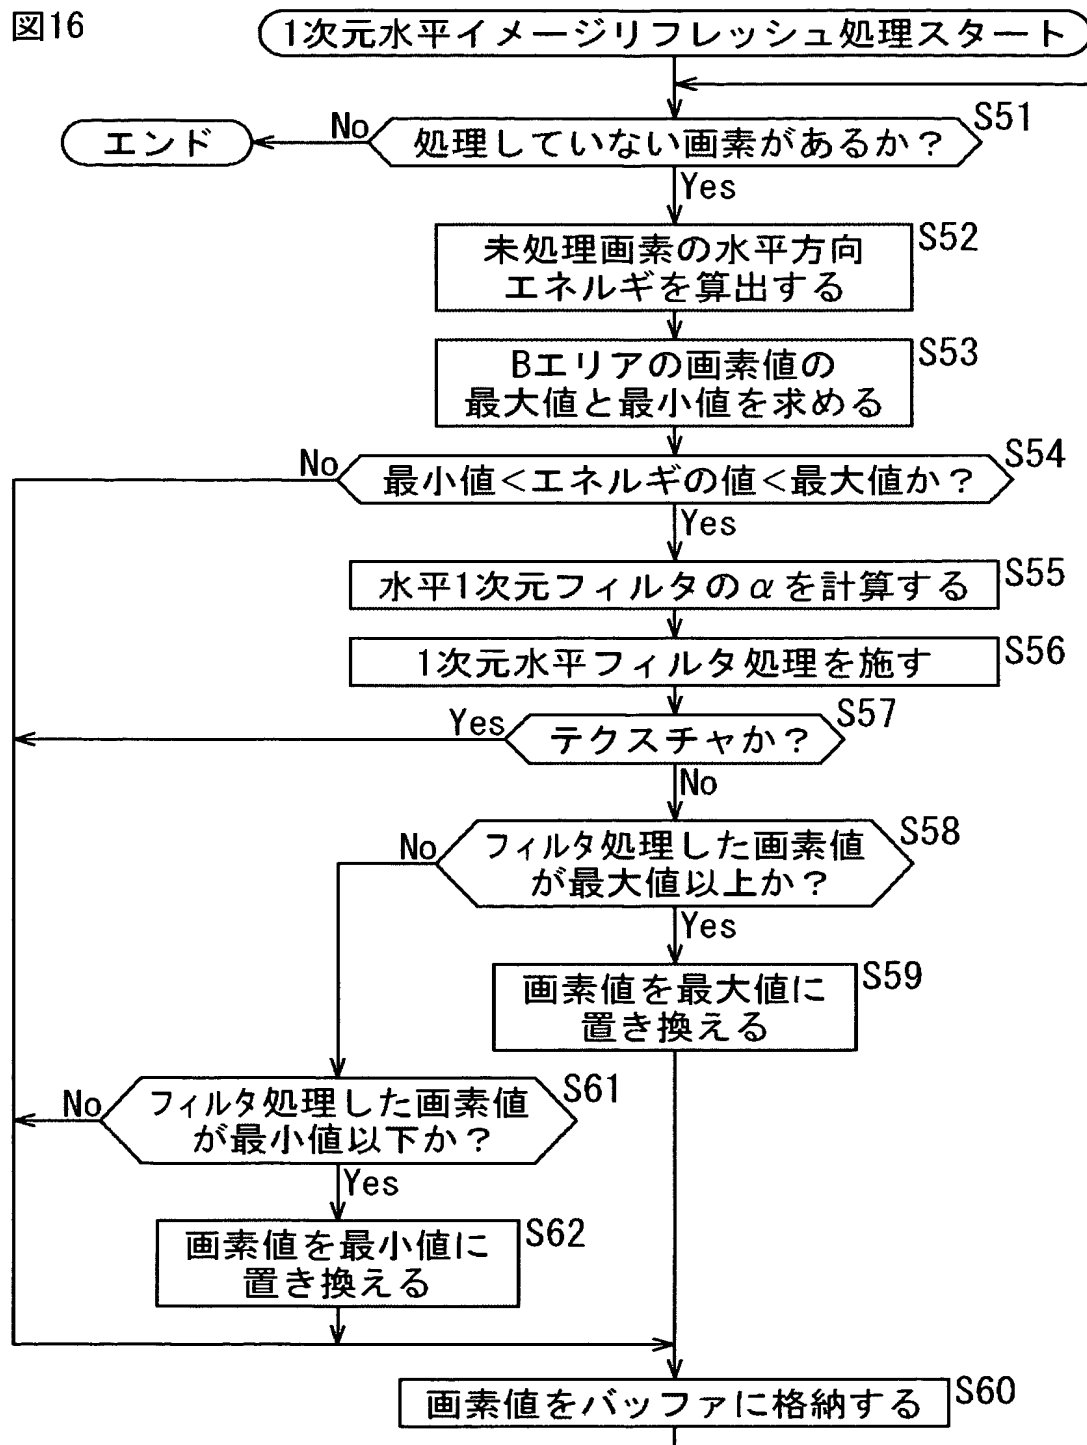 図16
1次元水平イメージリフレッシュ処理スタート
S51
処理していない画素があるか？
No
エンド
Yes
S52
未処理画素の水平方向
エネルギを算出する
S53
Bエリアの画素値の
最大値と最小値を求める
S54
最小値＜エネルギの値＜最大値か？
No
Yes
S55
水平1次元フィルタのαを計算する
S56
1次元水平フィルタ処理を施す
S57
テクスチャか？
Yes
No
S58
フィルタ処理した画素値
が最大値以上か？
No
Yes
S59
画素値を最大値に
置き換える
S61
フィルタ処理した画素値
が最小値以下か？
No
Yes
S62
画素値を最小値に
置き換える
S60
画素値をバッファに格納する